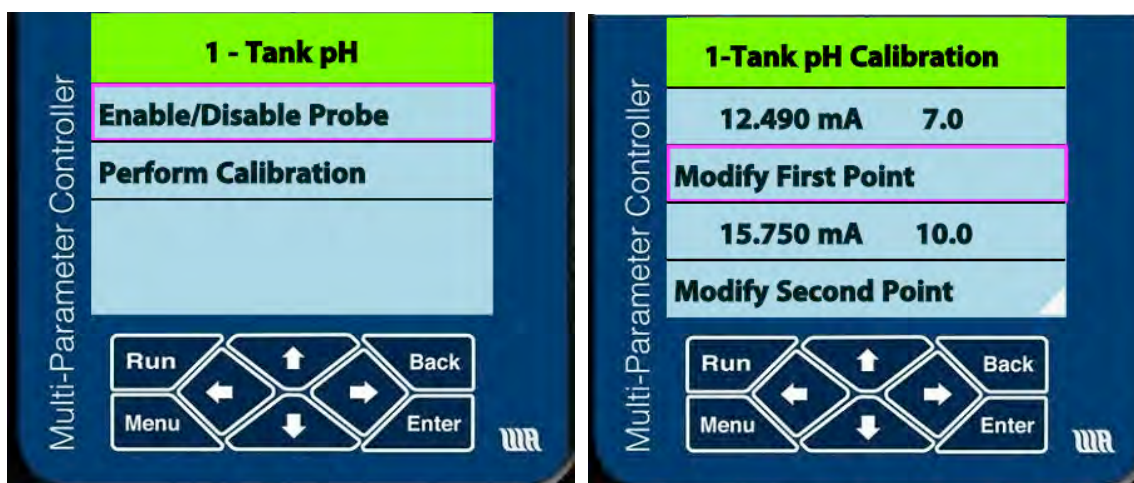 Multi-Parameter Controller
1 - Tank pH
Enable/Disable Probe
Perform Calibration
Run
Back
Menu
Enter
Multi-Parameter Controller
1-Tank pH Calibration
12.490 mA 7.0
Modify First Point
15.750 mA 10.0
Modify Second Point
Run
Back
Menu
Enter